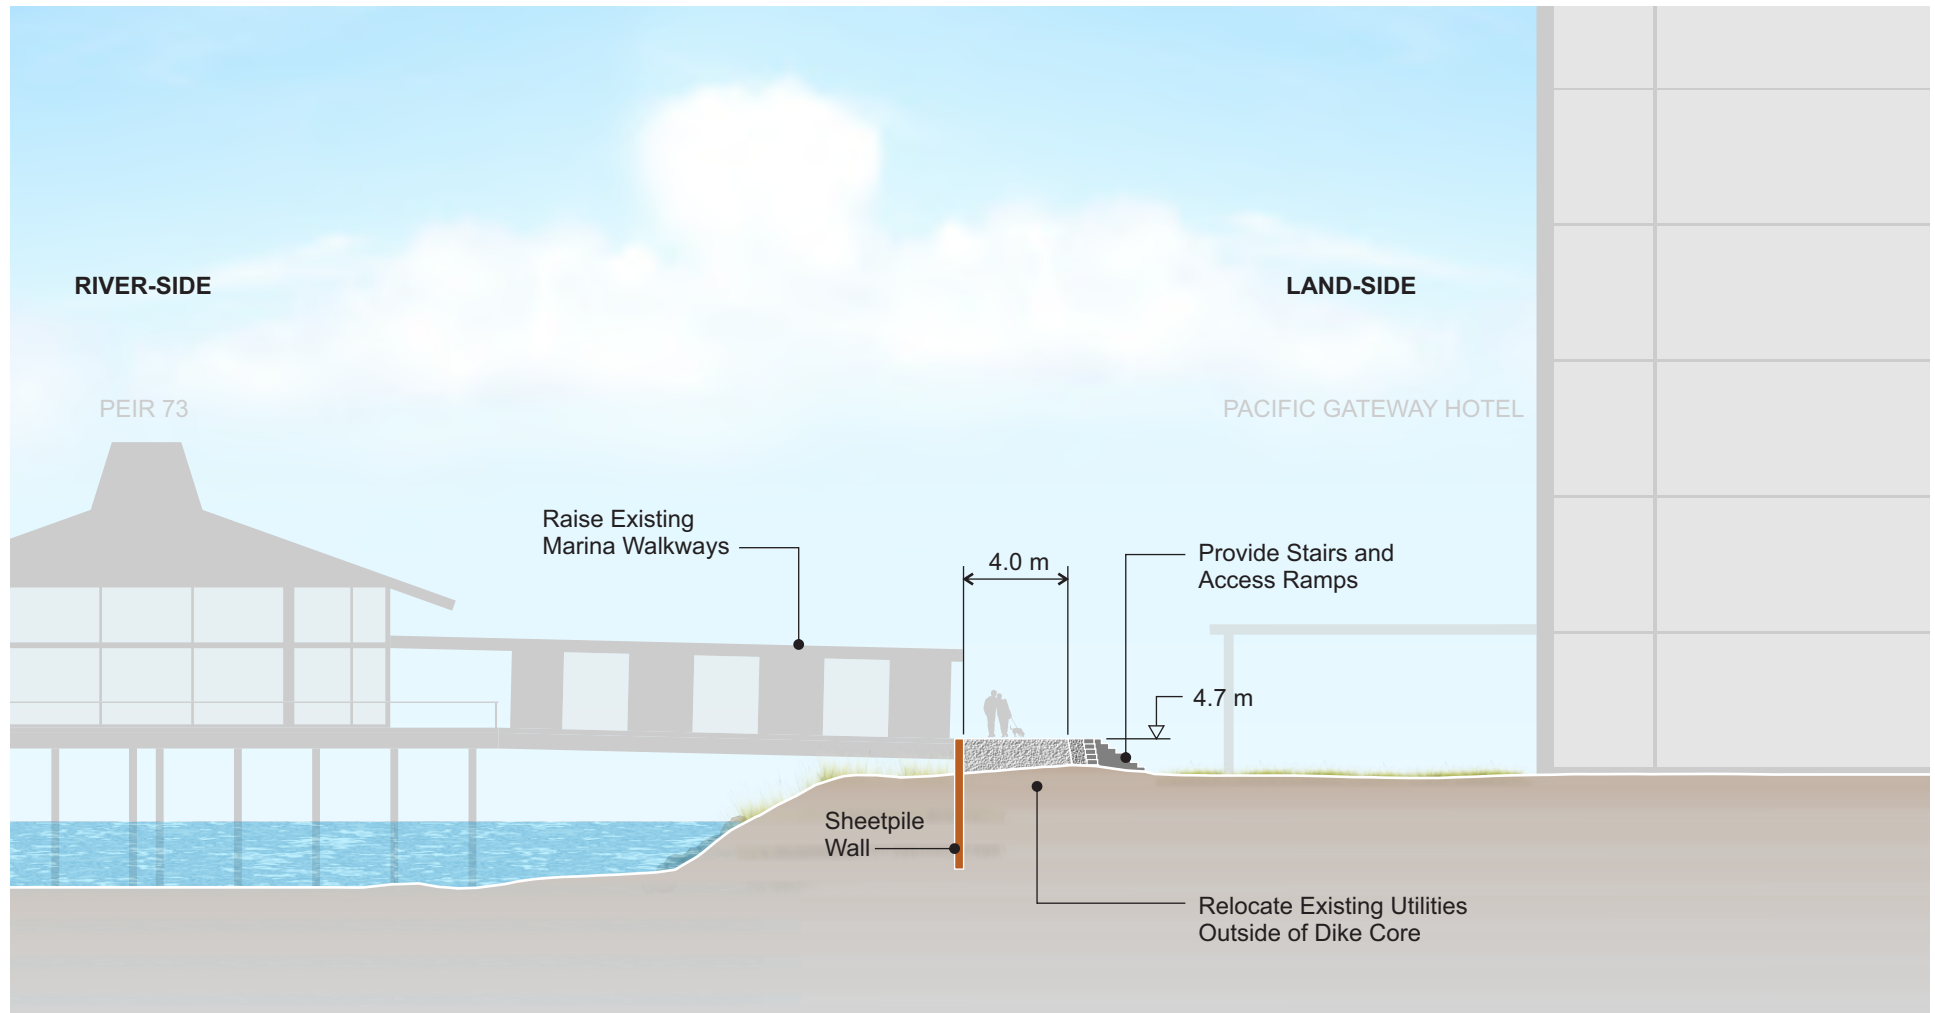 RIVER-SIDE
LAND-SIDE
PEIR 73
PACIFIC GATEWAY HOTEL
Raise Existing
Marina Walkways
4.0 m
Provide Stairs and
Access Ramps
4.7 m
Sheetpile
Wall
Relocate Existing Utilities
Outside of Dike Core